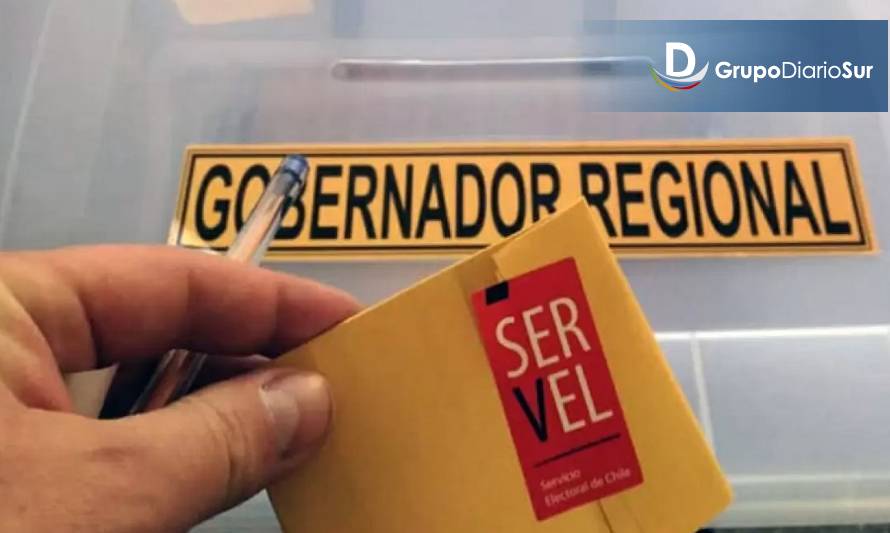 D GrupoDiarioSur
GOBERNADOR REGIONAL
SER
VEL
Servicio
Electoral de Chile